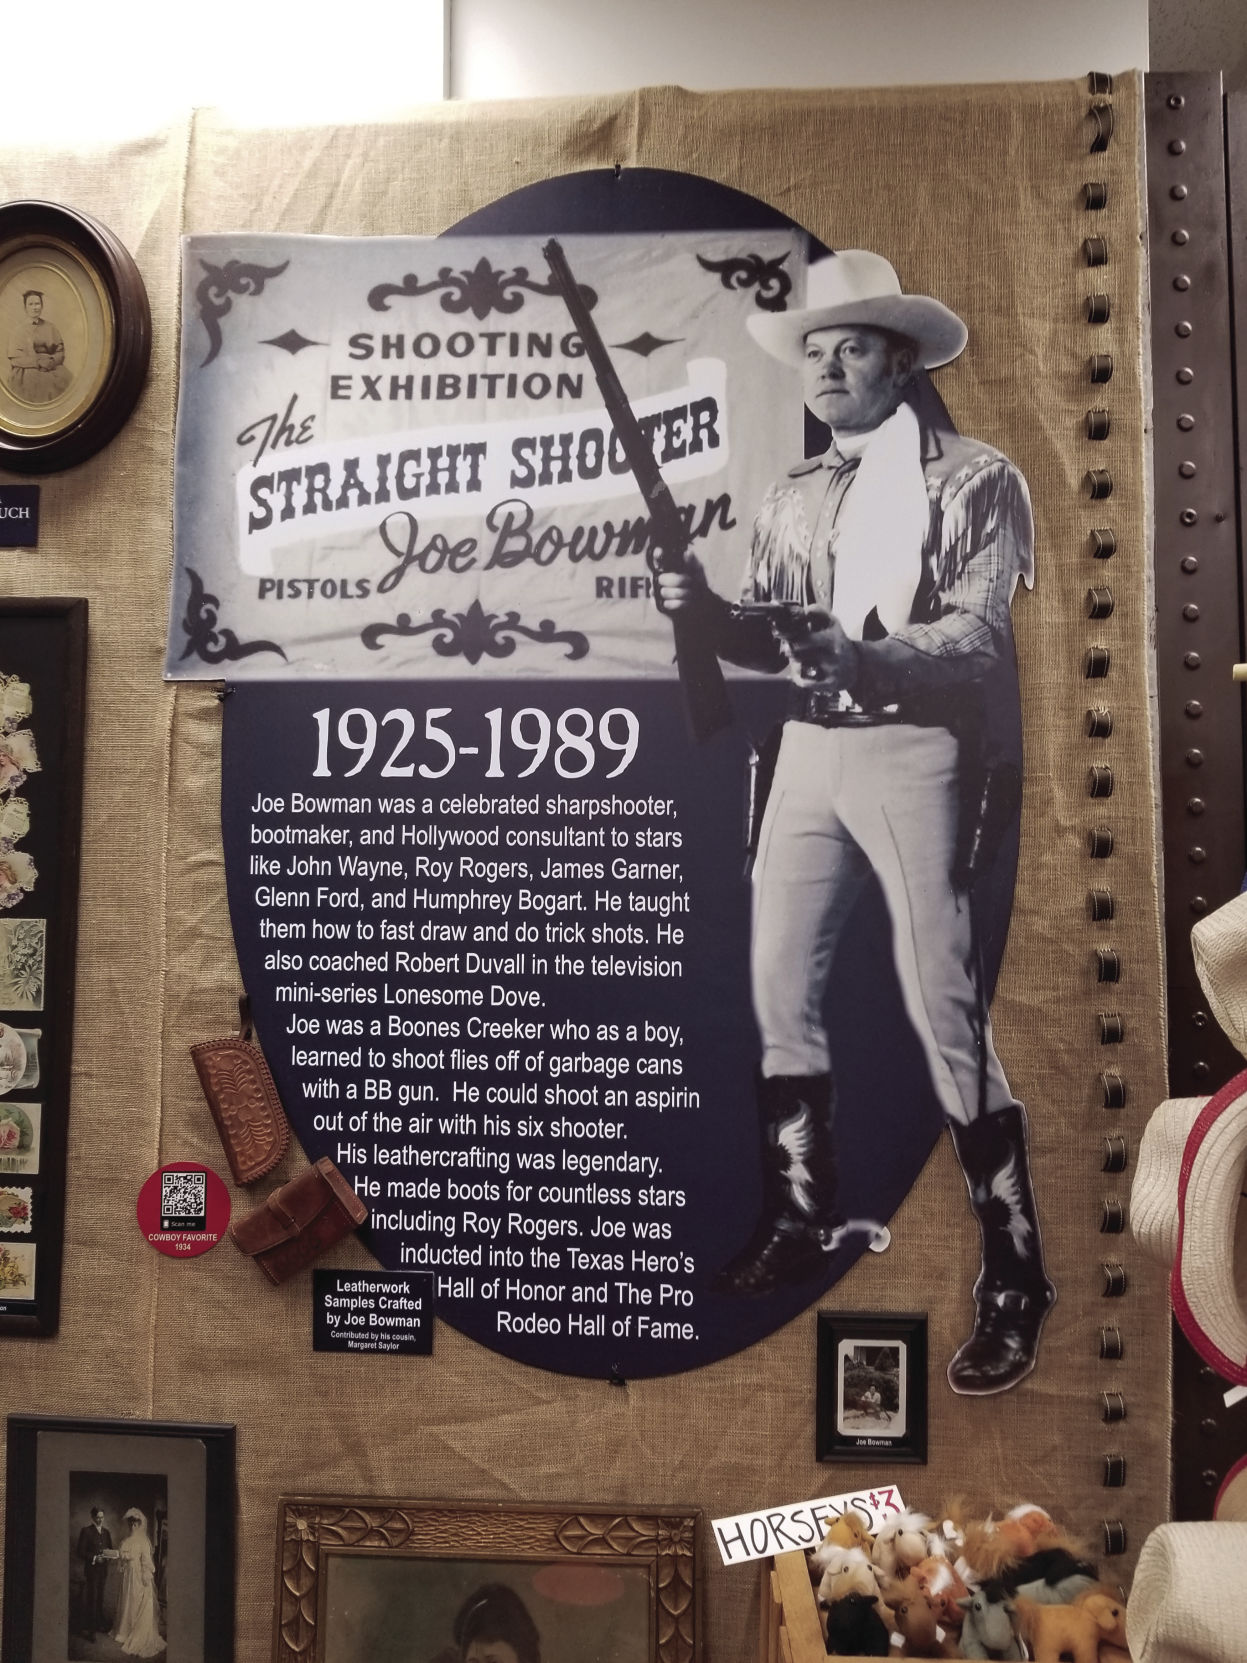 SHOOTING
EXHIBITION
The
STRAIGHT SHOOTER
Joe Bowman
PISTOLS
1925-1989
Joe Bowman was a celebrated sharpshooter,
bootmaker, and Hollywood consultant to stars
like John Wayne, Roy Rogers, James Garner,
Glenn Ford, and Humphrey Bogart. He taught
them how to fast draw and do trick shots. He
also coached Robert Duvall in the television
mini-series Lonesome Dove.
Joe was a Boones Creeker who as a boy,
learned to shoot flies off of garbage cans
with a BB gun. He could shoot an aspirin
out of the air with his six shooter.
His leathercrafting was legendary.
He made boots for countless stars
including Roy Rogers. Joe was
inducted into the Texas Hero's
Hall of Honor and The Pro
Rodeo Hall of Fame.
Scan me
COWBOY FAVORITE
1934
Leatherwork
Samples Crafted
by Joe Bowman
Contributed by his cousin,
Margaret Saylor
Joe Bowman
HORSEYS $3